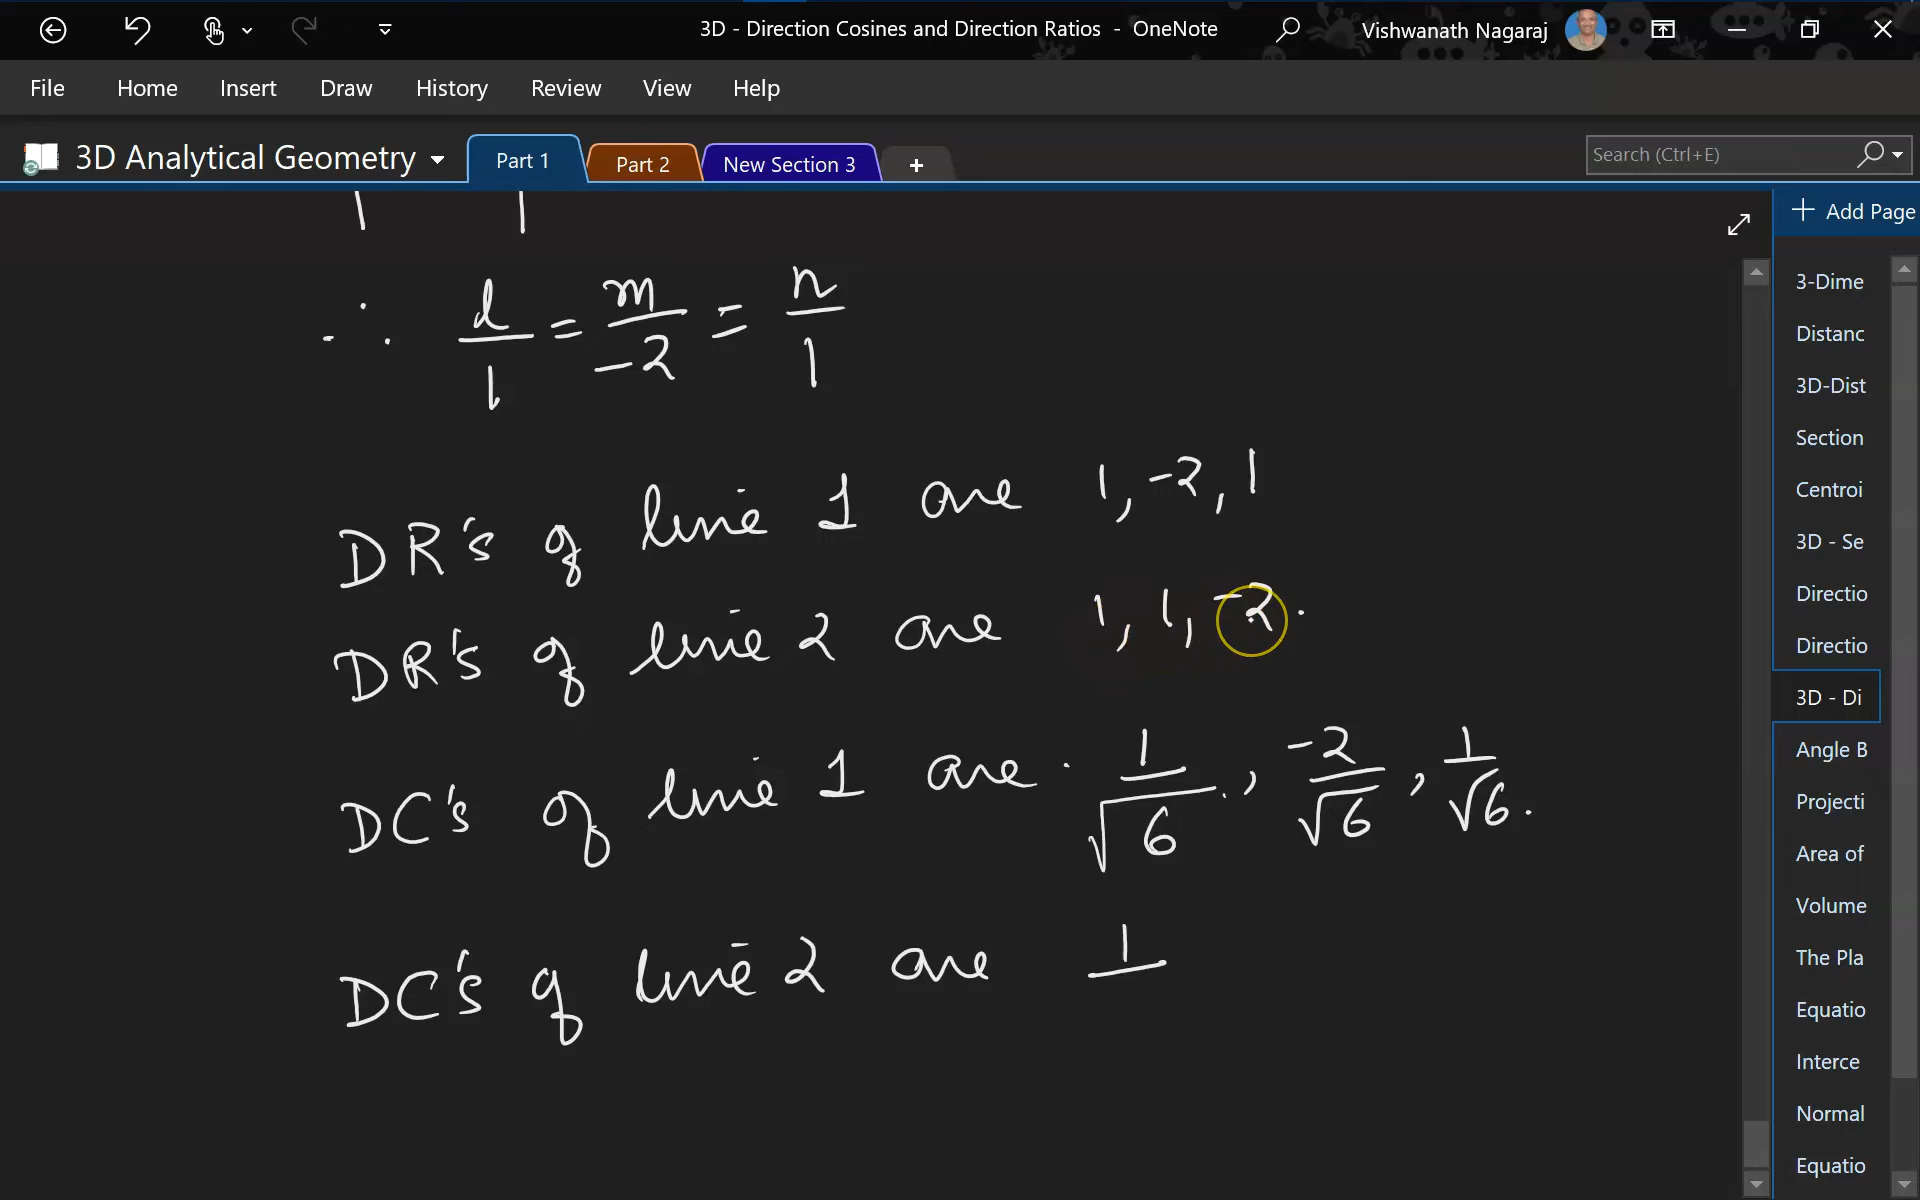 3D - Direction Cosines and Direction Ratios - OneNote
Vishwanath Nagaraj
File Home Insert Draw History Review View Help
3D Analytical Geometry Part 1 Part 2 New Section 3 +
Search (Ctrl+E)
+ Add Page
∴ l/1 = m/-2 = n/1
DR's of line 1 are 1, -2, 1
DR's of line 2 are 1, 1, -2.
DC's of line 1 are. 1/√6, -2/√6, 1/√6.
DC's of line 2 are 1
3-Dime
Distanc
3D-Dist
Section
Centroi
3D - Se
Directio
Directio
3D - Di
Angle B
Projecti
Area of
Volume
The Pla
Equatio
Interce
Normal
Equatio